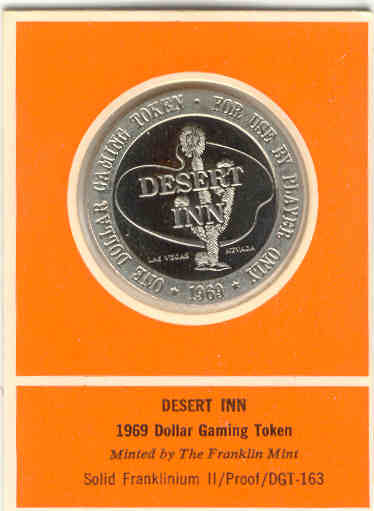 ONE DOLLAR GAMING TOKEN · FOR USE BY PLAYER ONLY
DESERT
INN
LAS VEGAS NEVADA
★ 1969 ★
DESERT INN
1969 Dollar Gaming Token
Minted by The Franklin Mint
Solid Franklinium II/Proof/DGT-163